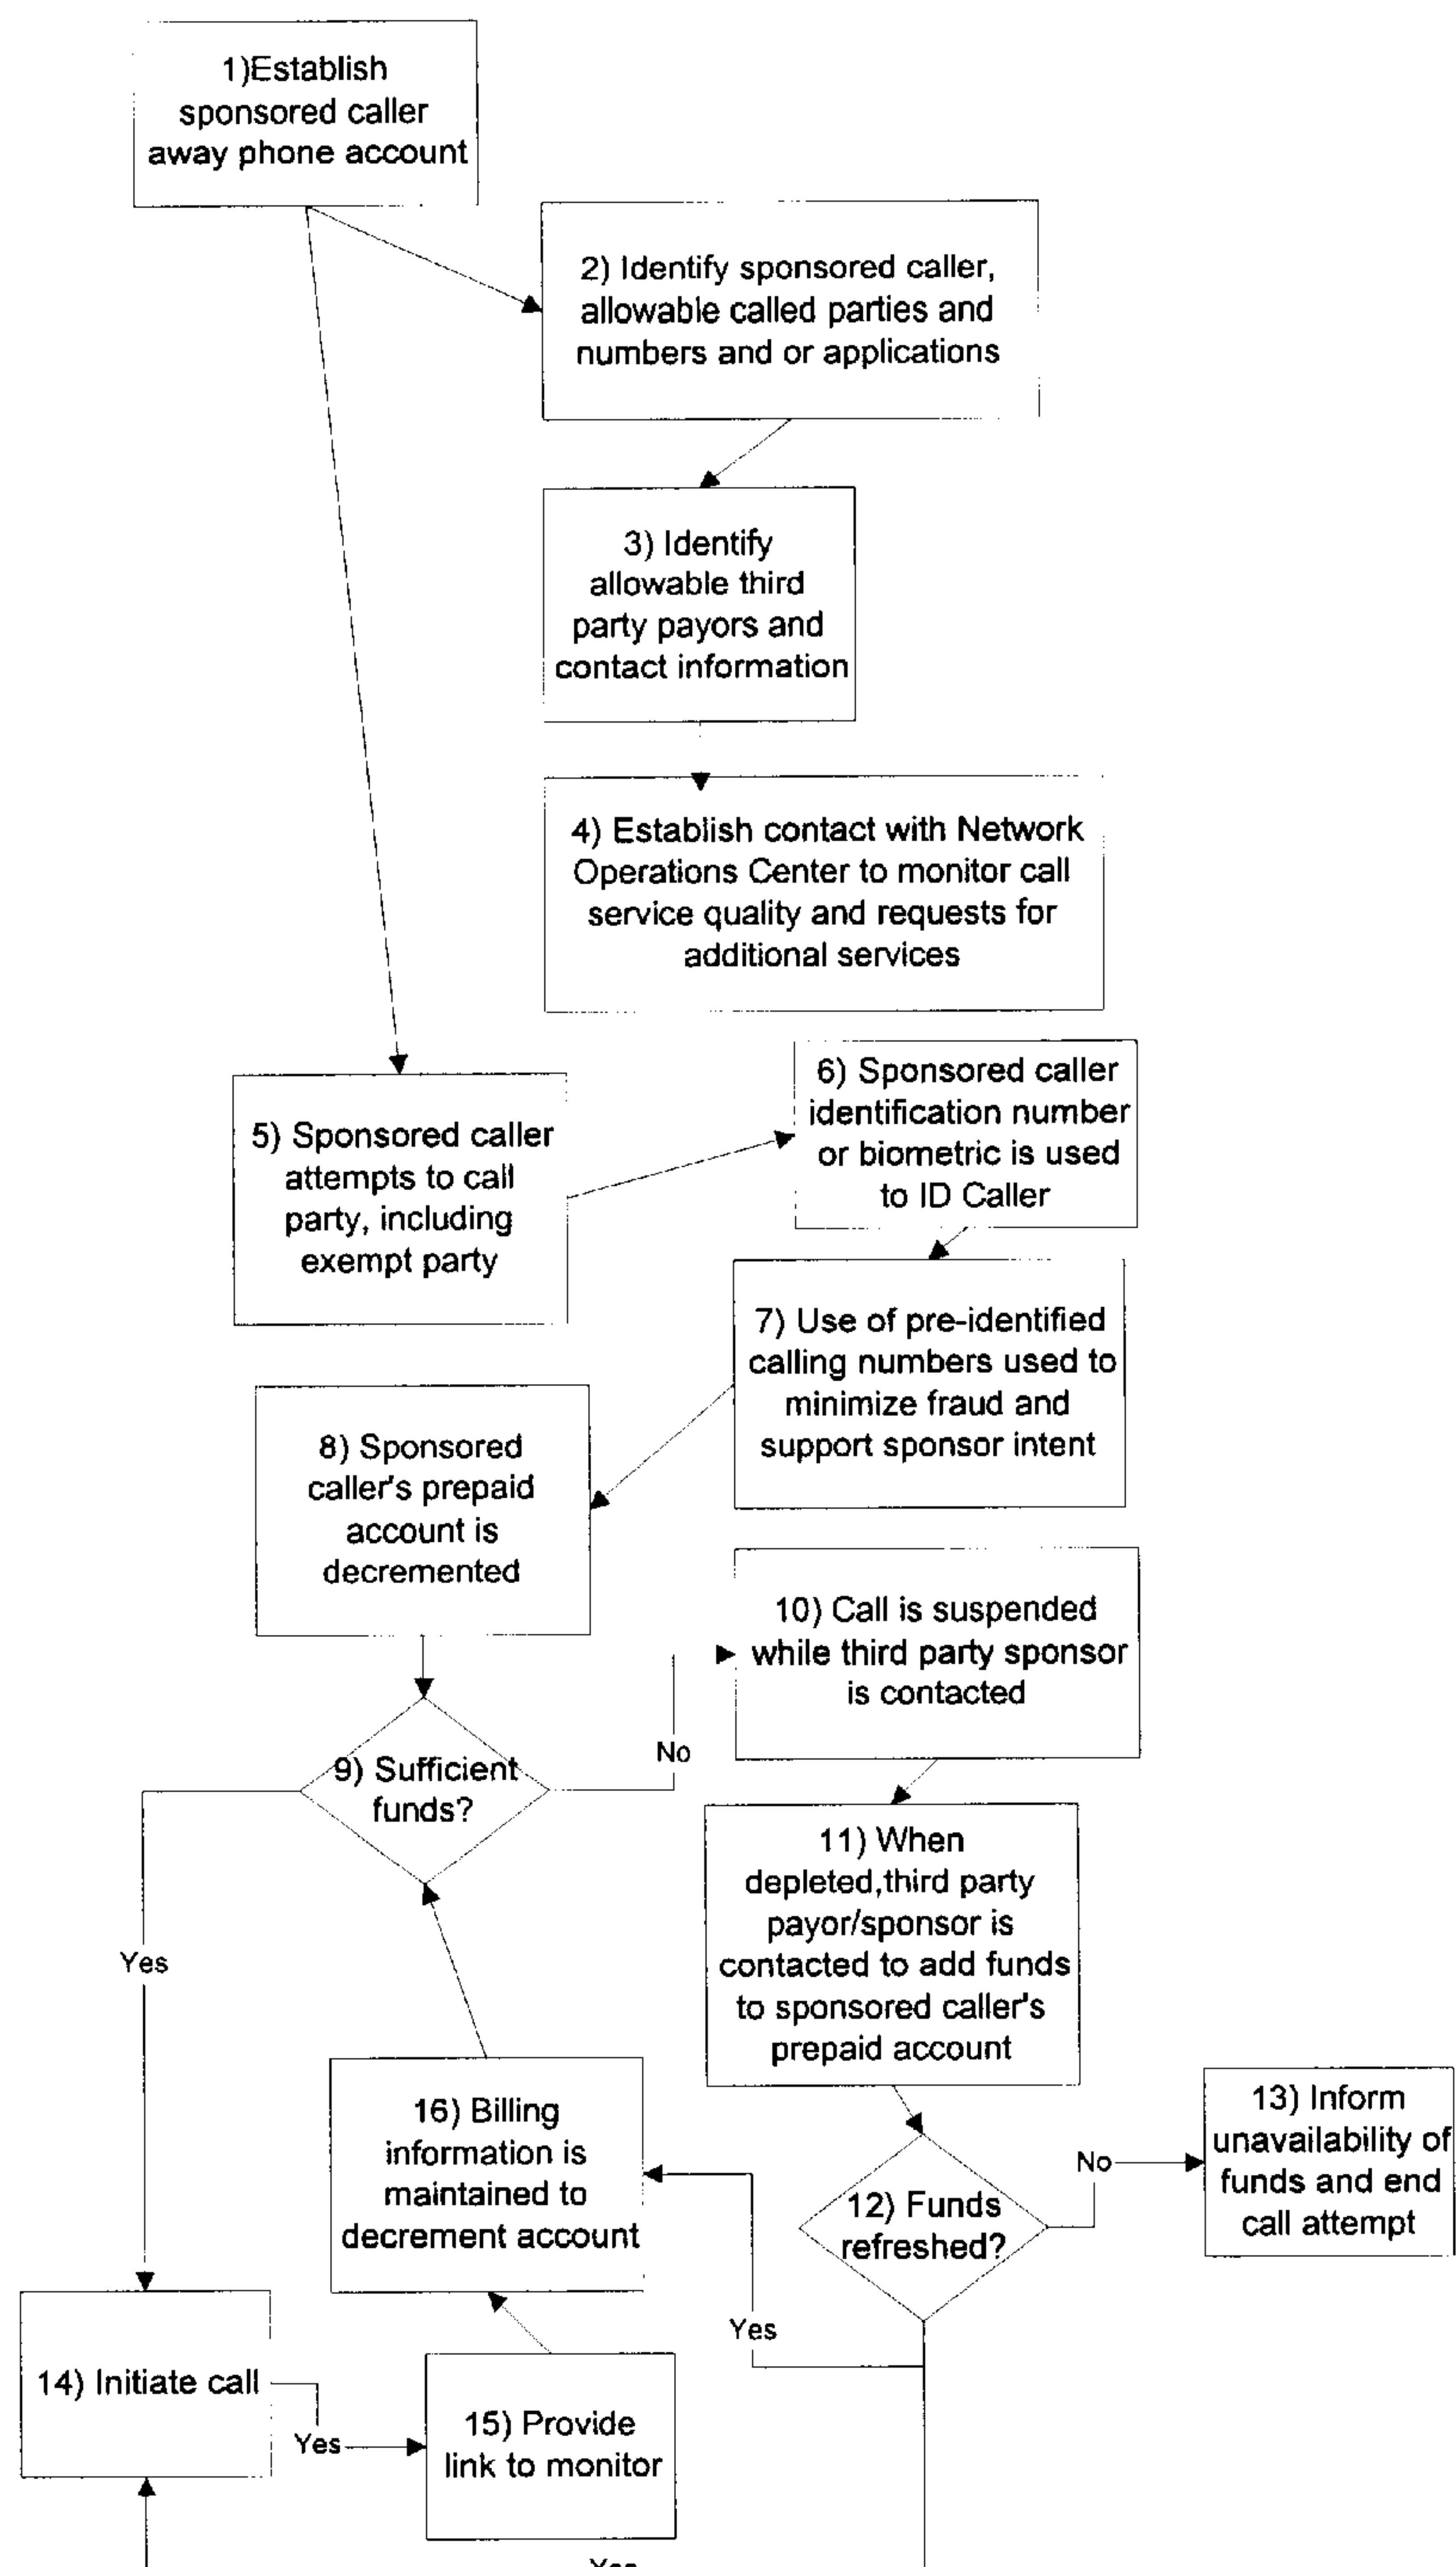 1)Establish
sponsored caller
away phone account
2) Identify sponsored caller,
allowable called parties and
numbers and or applications
3) Identify
allowable third
party payors and
contact information
4) Establish contact with Network
Operations Center to monitor call
service quality and requests for
additional services
5) Sponsored caller
attempts to call
party, including
exempt party
6) Sponsored caller
identification number
or biometric is used
to ID Caller
7) Use of pre-identified
calling numbers used to
minimize fraud and
support sponsor intent
8) Sponsored
caller's prepaid
account is
decremented
9) Sufficient
funds?
No
Yes
10) Call is suspended
while third party sponsor
is contacted
11) When
depleted,third party
payor/sponsor is
contacted to add funds
to sponsored caller's
prepaid account
12) Funds
refreshed?
No
Yes
13) Inform
unavailability of
funds and end
call attempt
14) Initiate call
Yes
15) Provide
link to monitor
16) Billing
information is
maintained to
decrement account
Yes